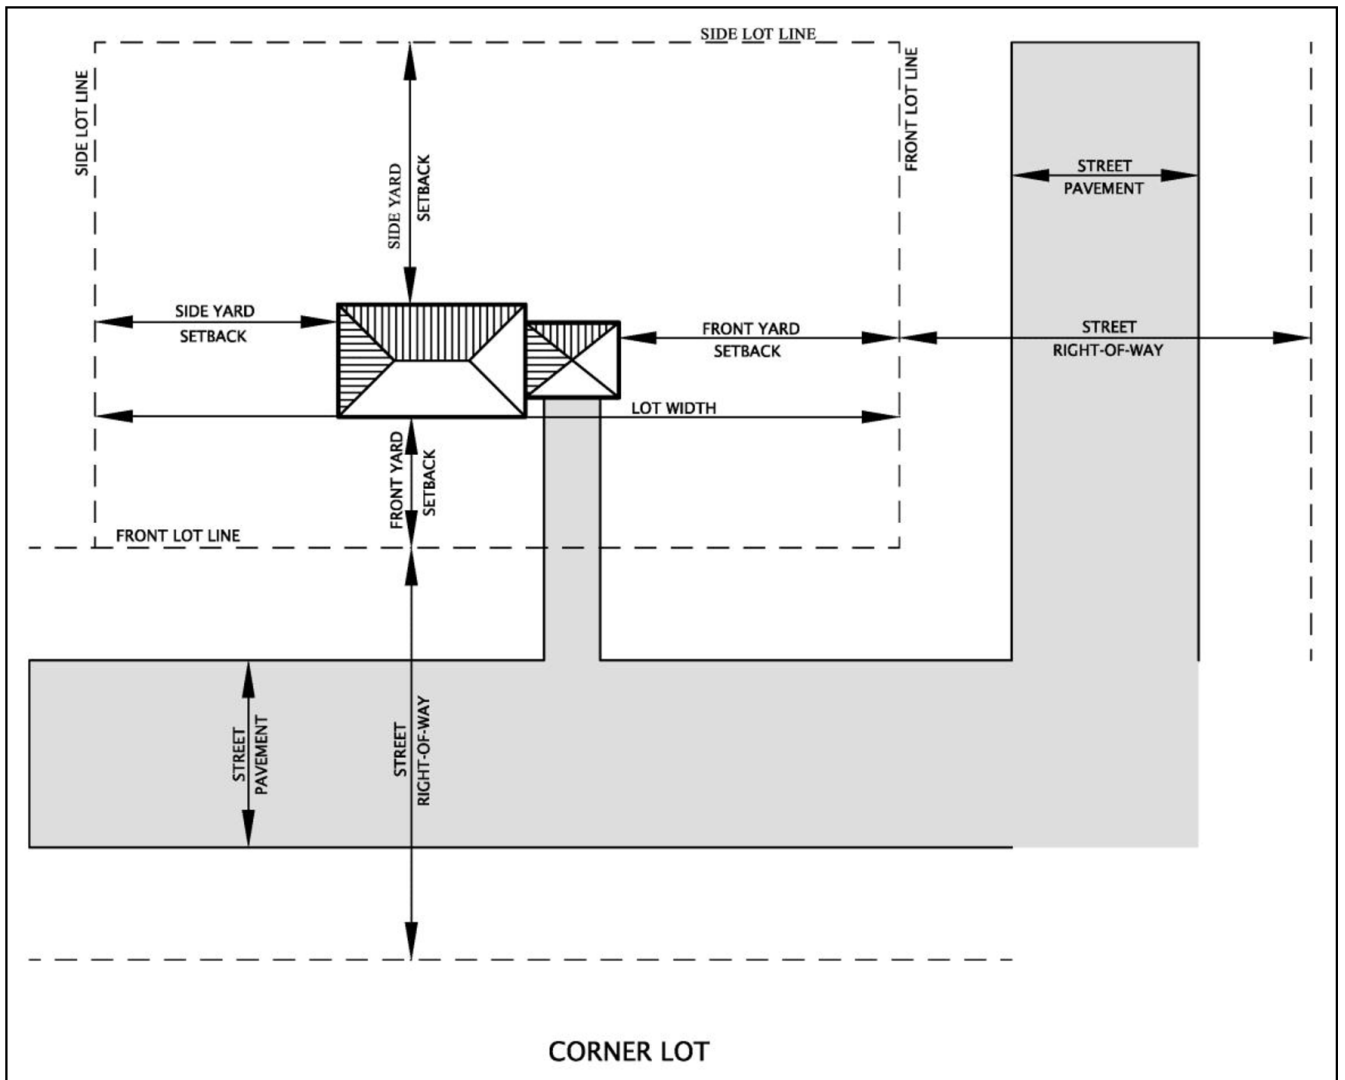 SIDE LOT LINE
SIDE LOT LINE
FRONT LOT LINE
SIDE YARD
SETBACK
STREET
PAVEMENT
SIDE YARD
SETBACK
FRONT YARD
SETBACK
STREET
RIGHT-OF-WAY
LOT WIDTH
FRONT YARD
SETBACK
FRONT LOT LINE
STREET
PAVEMENT
STREET
RIGHT-OF-WAY
CORNER LOT